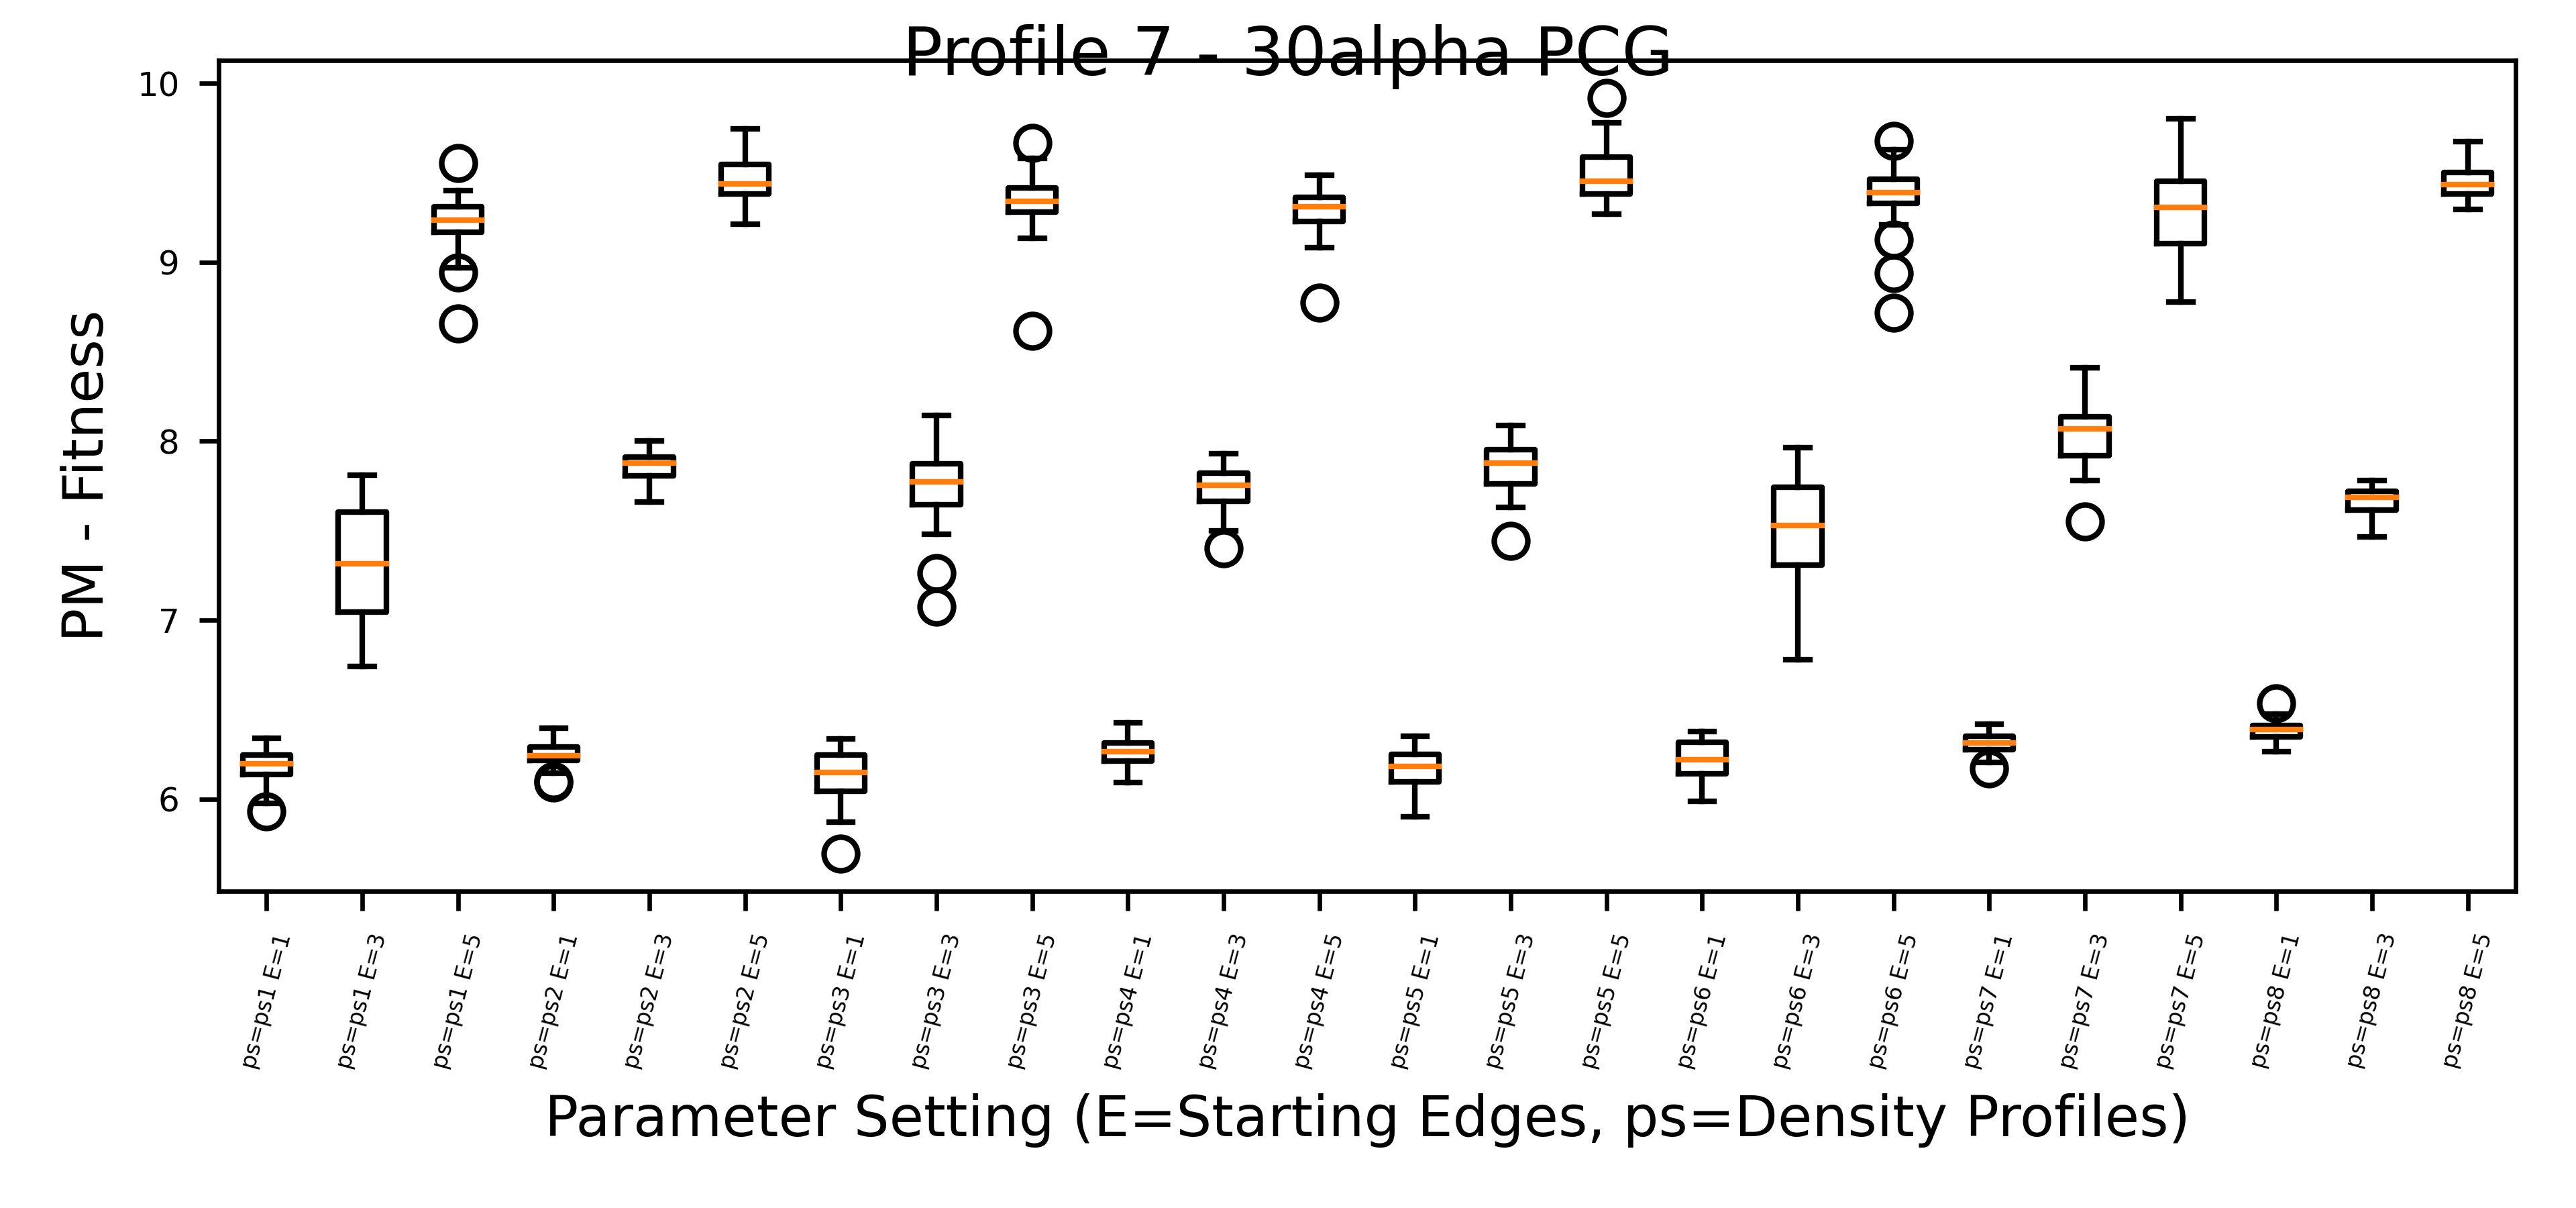 Profile 7 - 30alpha PCG
PM - Fitness
10
9
8
7
6
ps=ps1 E=1
ps=ps1 E=3
ps=ps1 E=5
ps=ps2 E=1
ps=ps2 E=3
ps=ps2 E=5
ps=ps3 E=1
ps=ps3 E=3
ps=ps3 E=5
ps=ps4 E=1
ps=ps4 E=3
ps=ps4 E=5
ps=ps5 E=1
ps=ps5 E=3
ps=ps5 E=5
ps=ps6 E=1
ps=ps6 E=3
ps=ps6 E=5
ps=ps7 E=1
ps=ps7 E=3
ps=ps7 E=5
ps=ps8 E=1
ps=ps8 E=3
ps=ps8 E=5
Parameter Setting (E=Starting Edges, ps=Density Profiles)